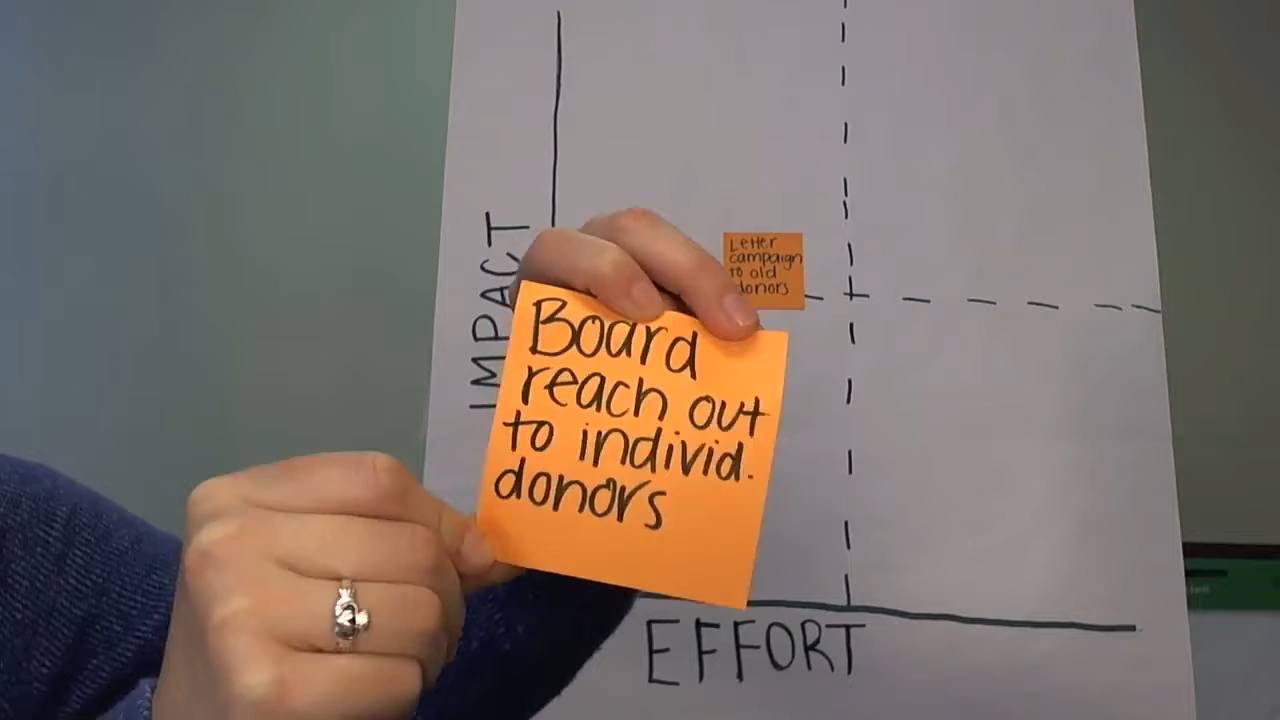 IMPACT
Letter
campaign
to old
donors
Board
reach out
to individ.
donors
EFFORT